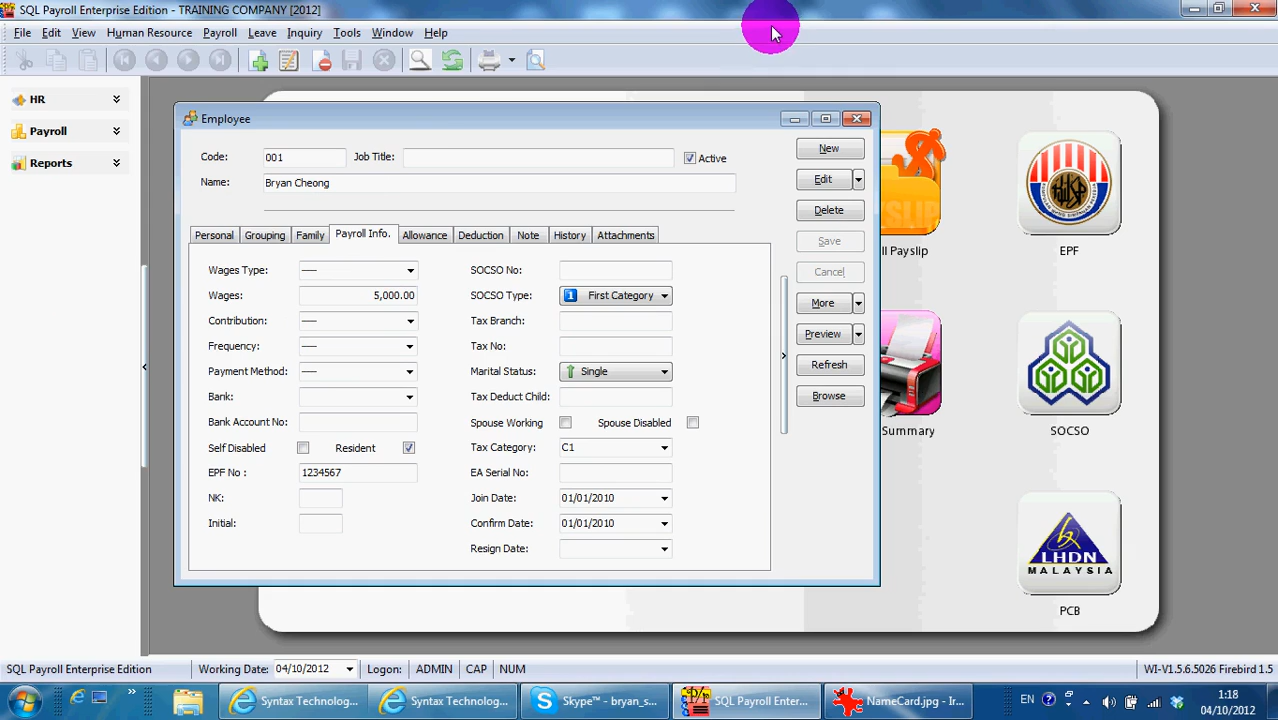 SQL Payroll Enterprise Edition - TRAINING COMPANY [2012]
File Edit View Human Resource Payroll Leave Inquiry Tools Window Help
HR
Payroll
Reports
Employee
Code: 001 Job Title: Active
Name: Bryan Cheong
Personal Grouping Family Payroll Info. Allowance Deduction Note History Attachments
Wages Type: ----
Wages: 5,000.00
Contribution: ----
Frequency: ----
Payment Method: ----
Bank:
Bank Account No:
Self Disabled Resident
EPF No : 1234567
NK:
Initial:
SOCSO No:
SOCSO Type: 1 First Category
Tax Branch:
Tax No:
Marital Status: Single
Tax Deduct Child:
Spouse Working Spouse Disabled
Tax Category: C1
EA Serial No:
Join Date: 01/01/2010
Confirm Date: 01/01/2010
Resign Date:
New
Edit
Delete
Save
Cancel
More
Preview
Refresh
Browse
ll Payslip
EPF
Summary
SOCSO
LHDN
MALAYSIA
PCB
SQL Payroll Enterprise Edition Working Date: 04/10/2012 Logon: ADMIN CAP NUM WI-V1.5.6.5026 Firebird 1.5
Syntax Technolog... Syntax Technolog... Skype™ - bryan_s... SQL Payroll Enter... NameCard.jpg - Ir... EN 1:18
04/10/2012